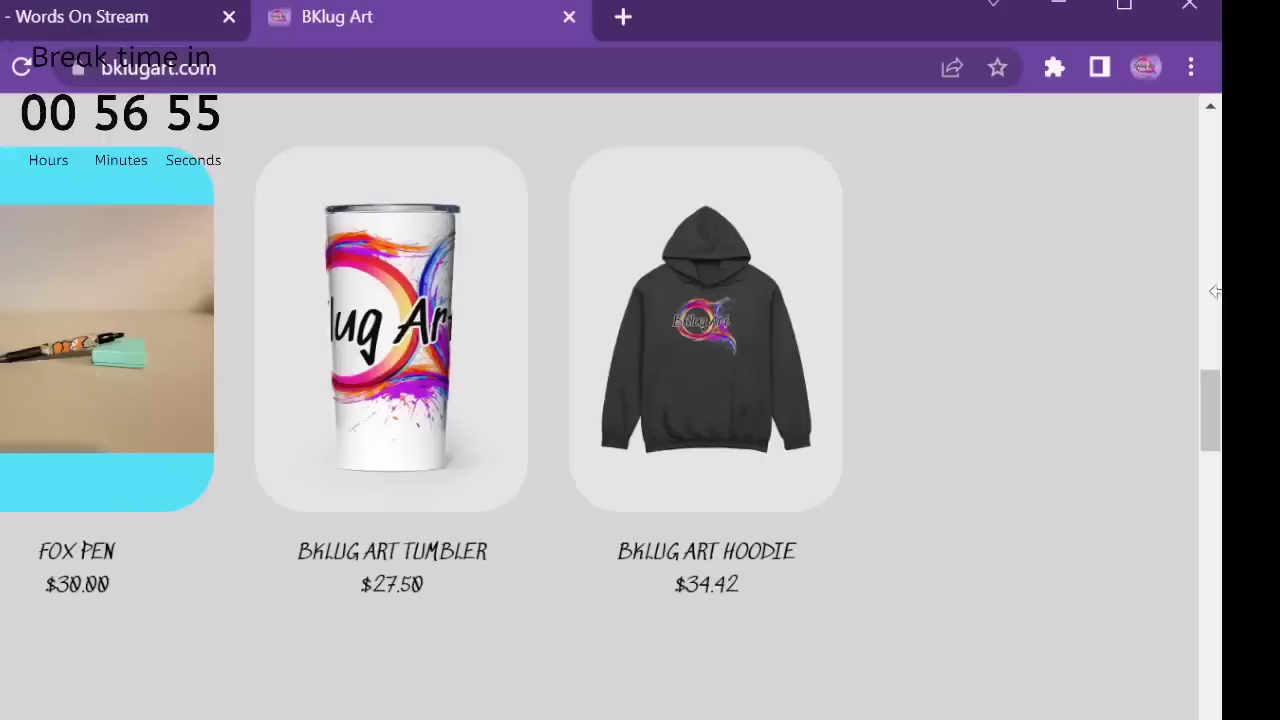 - Words On Stream
BKlug Art
Break time in
bklugart.com
00 56 55
Hours Minutes Seconds
lug Art
BklugArt
FOX PEN
$30.00
BKLUG ART TUMBLER
$27.50
BKLUG ART HOODIE
$34.42